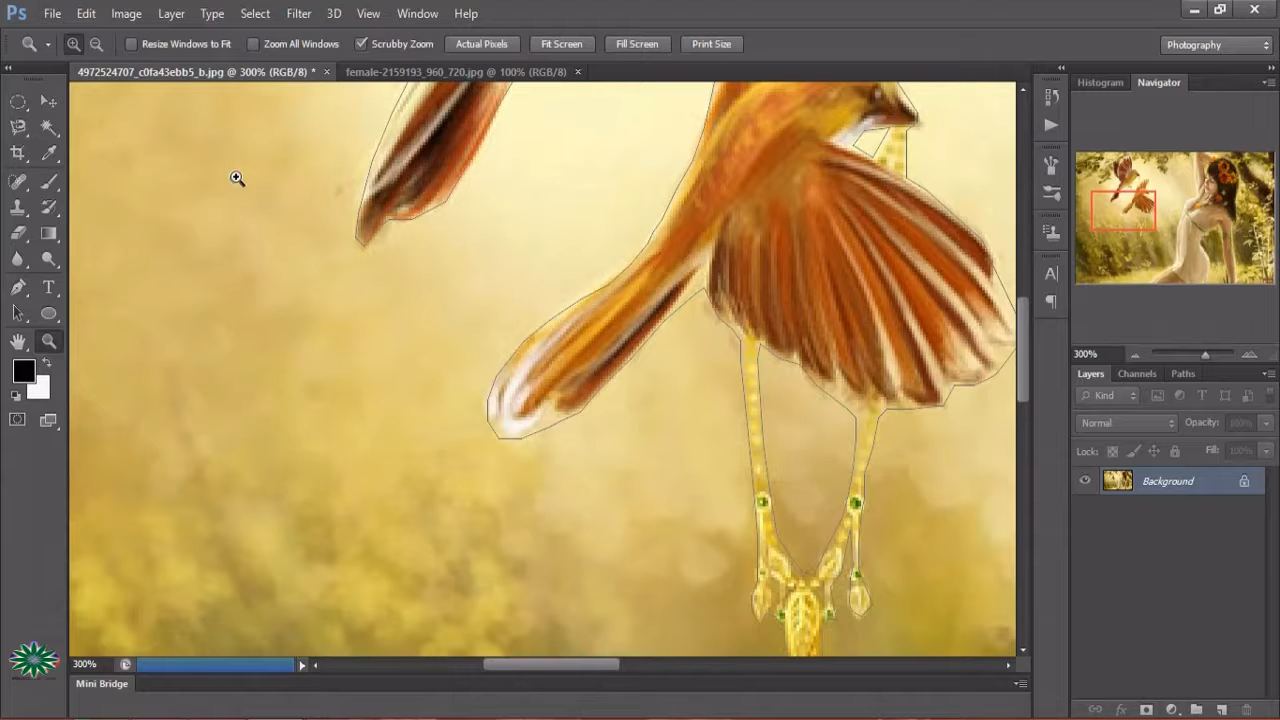 Ps File Edit Image Layer Type Select Filter 3D View Window Help
Resize Windows to Fit Zoom All Windows Scrubby Zoom Actual Pixels Fit Screen Fill Screen Print Size Photography
4972524707_c0fa43ebb5_b.jpg @ 300% (RGB/8) * × female-2159193_960_720.jpg @ 100% (RGB/8) ×
Histogram Navigator
300%
Layers Channels Paths
Kind
Normal Opacity: 100%
Lock: Fill: 100%
Background
300%
Mini Bridge